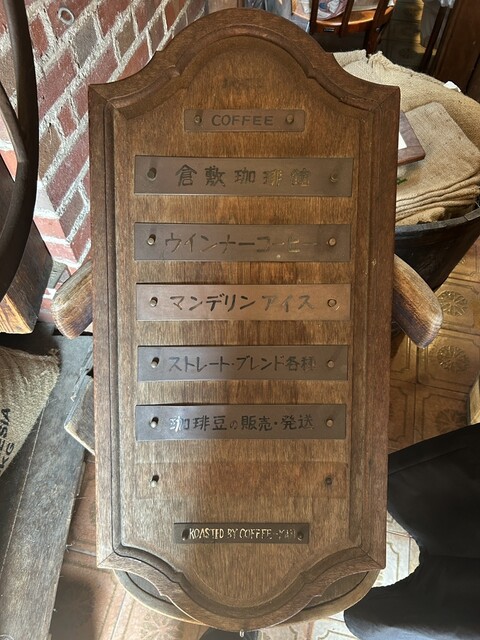 COFFEE
倉敷珈琲館
ウインナーコーヒー
マンデリンアイス
ストレート・ブレンド各種
珈琲豆の販売・発送
ROASTED BY COFFEE-MAN